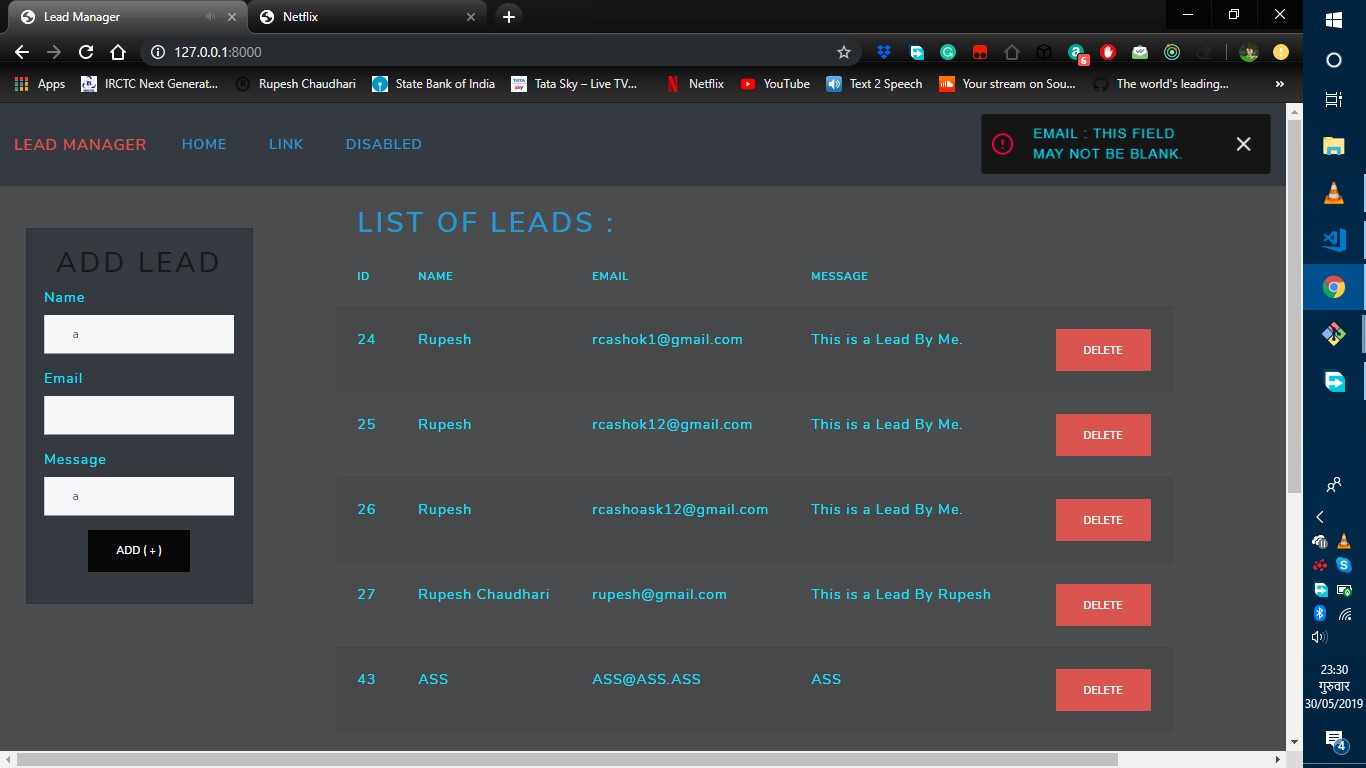 Lead Manager
Netflix
127.0.0.1:8000
6
Apps
IRCTC Next Generat...
Rupesh Chaudhari
State Bank of India
Tata Sky – Live TV...
Netflix
YouTube
Text 2 Speech
Your stream on Sou...
The world's leading...
»
LEAD MANAGER
HOME
LINK
DISABLED
EMAIL : THIS FIELD
MAY NOT BE BLANK.
ADD LEAD
Name
a
Email
Message
a
ADD ( + )
LIST OF LEADS :
ID NAME EMAIL MESSAGE
24 Rupesh rcashok1@gmail.com This is a Lead By Me. DELETE
25 Rupesh rcashok12@gmail.com This is a Lead By Me. DELETE
26 Rupesh rcashoask12@gmail.com This is a Lead By Me. DELETE
27 Rupesh Chaudhari rupesh@gmail.com This is a Lead By Rupesh DELETE
43 ASS ASS@ASS.ASS ASS DELETE
23:30
गुरुवार
30/05/2019
4